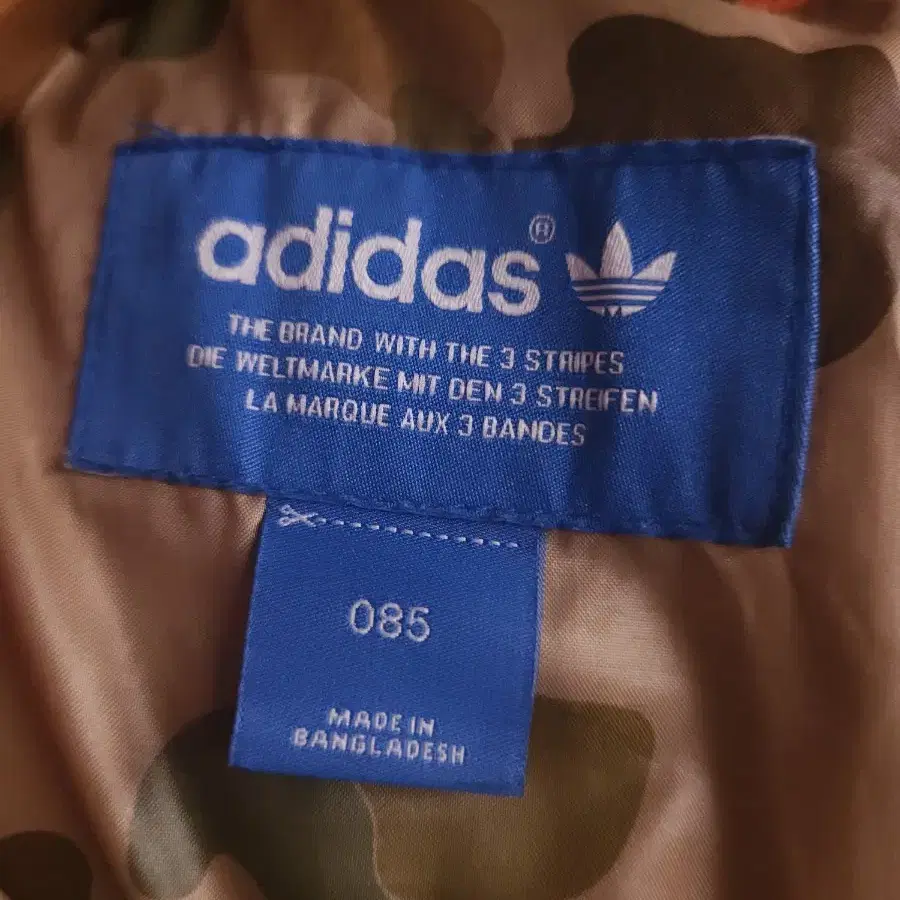 adidas®
THE BRAND WITH THE 3 STRIPES
DIE WELTMARKE MIT DEN 3 STREIFEN
LA MARQUE AUX 3 BANDES
085
MADE IN
BANGLADESH